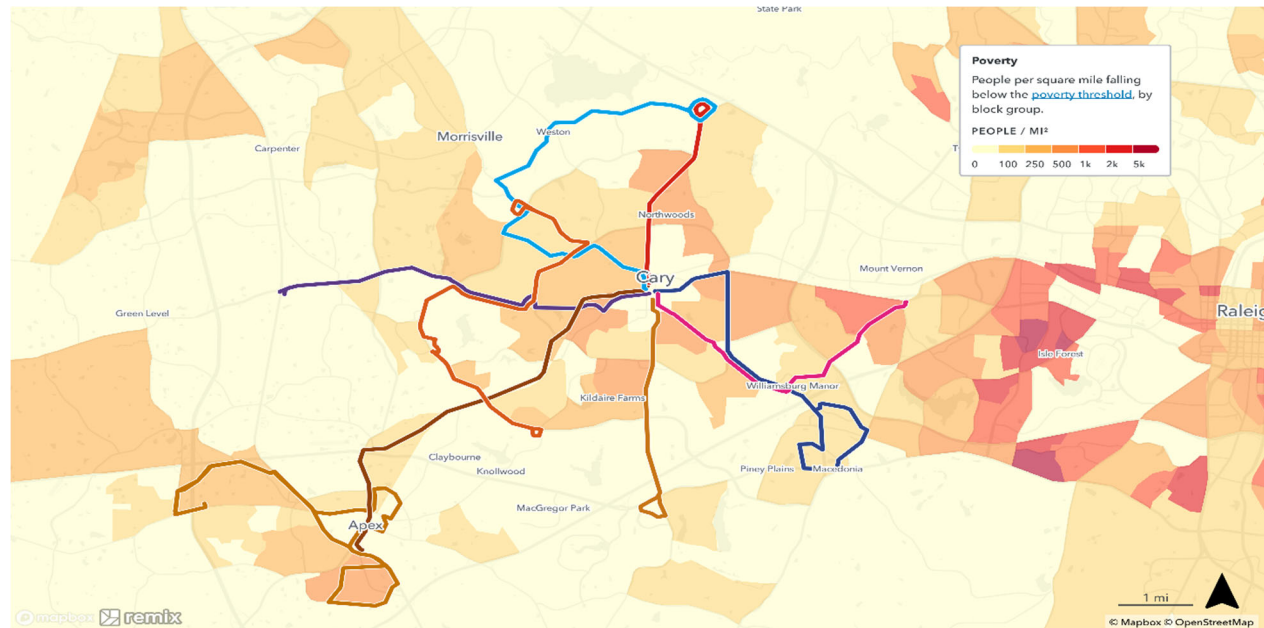 State Park
Poverty
People per square mile falling
below the poverty threshold, by
block group.
PEOPLE / MI²
0 100 250 500 1k 2k 5k
Morrisville
Weston
Carpenter
Northwoods
Cary
Mount Vernon
Green Level
Raleig
Isle Forest
Williamsburg Manor
Kildaire Farms
Claybourne
Knollwood
Piney Plains
Macedonia
MacGregor Park
Apex
1 mi
mapbox remix
© Mapbox © OpenStreetMap